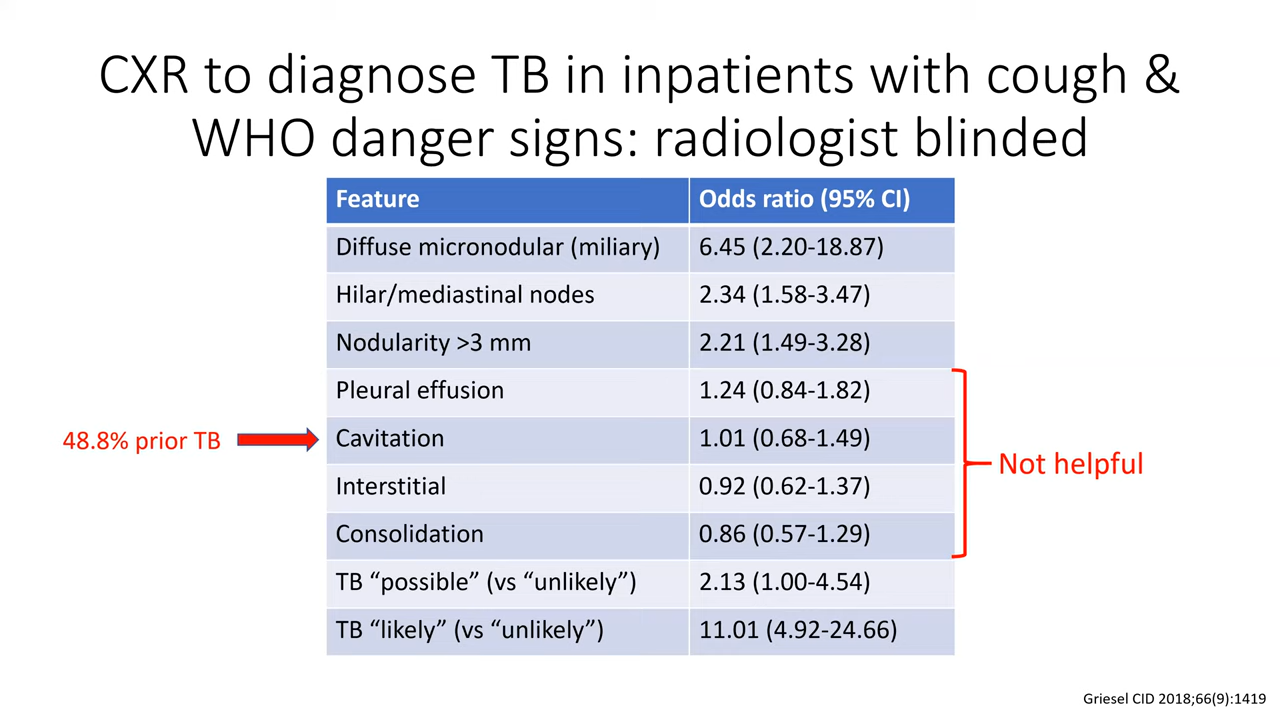 CXR to diagnose TB in inpatients with cough &
WHO danger signs: radiologist blinded
Feature Odds ratio (95% CI)
Diffuse micronodular (miliary) 6.45 (2.20-18.87)
Hilar/mediastinal nodes 2.34 (1.58-3.47)
Nodularity >3 mm 2.21 (1.49-3.28)
Pleural effusion 1.24 (0.84-1.82)
48.8% prior TB Cavitation 1.01 (0.68-1.49)
Not helpful
Interstitial 0.92 (0.62-1.37)
Consolidation 0.86 (0.57-1.29)
TB “possible” (vs “unlikely”) 2.13 (1.00-4.54)
TB “likely” (vs “unlikely”) 11.01 (4.92-24.66)
Griesel CID 2018;66(9):1419